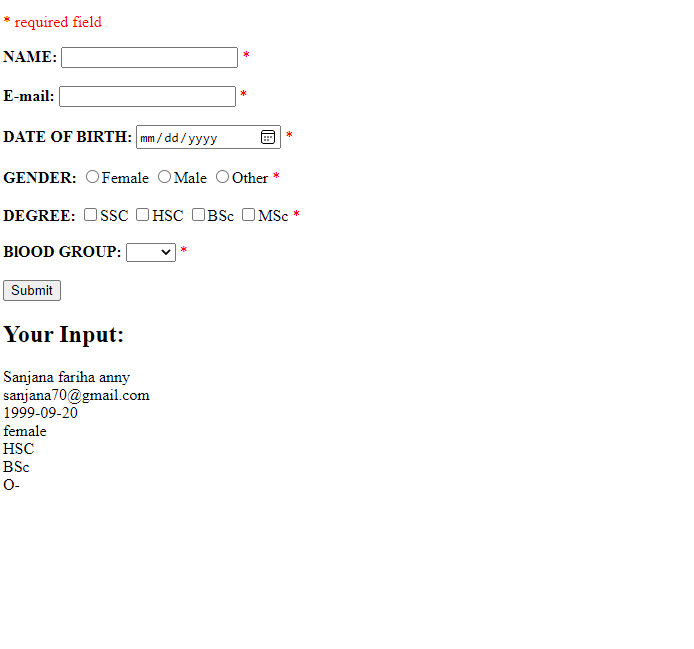 * required field
NAME: *
E-mail: *
DATE OF BIRTH: mm/dd/yyyy *
GENDER: Female Male Other *
DEGREE: SSC HSC BSc MSc *
BlOOD GROUP: *
Submit
Your Input:
Sanjana fariha anny
sanjana70@gmail.com
1999-09-20
female
HSC
BSc
O-